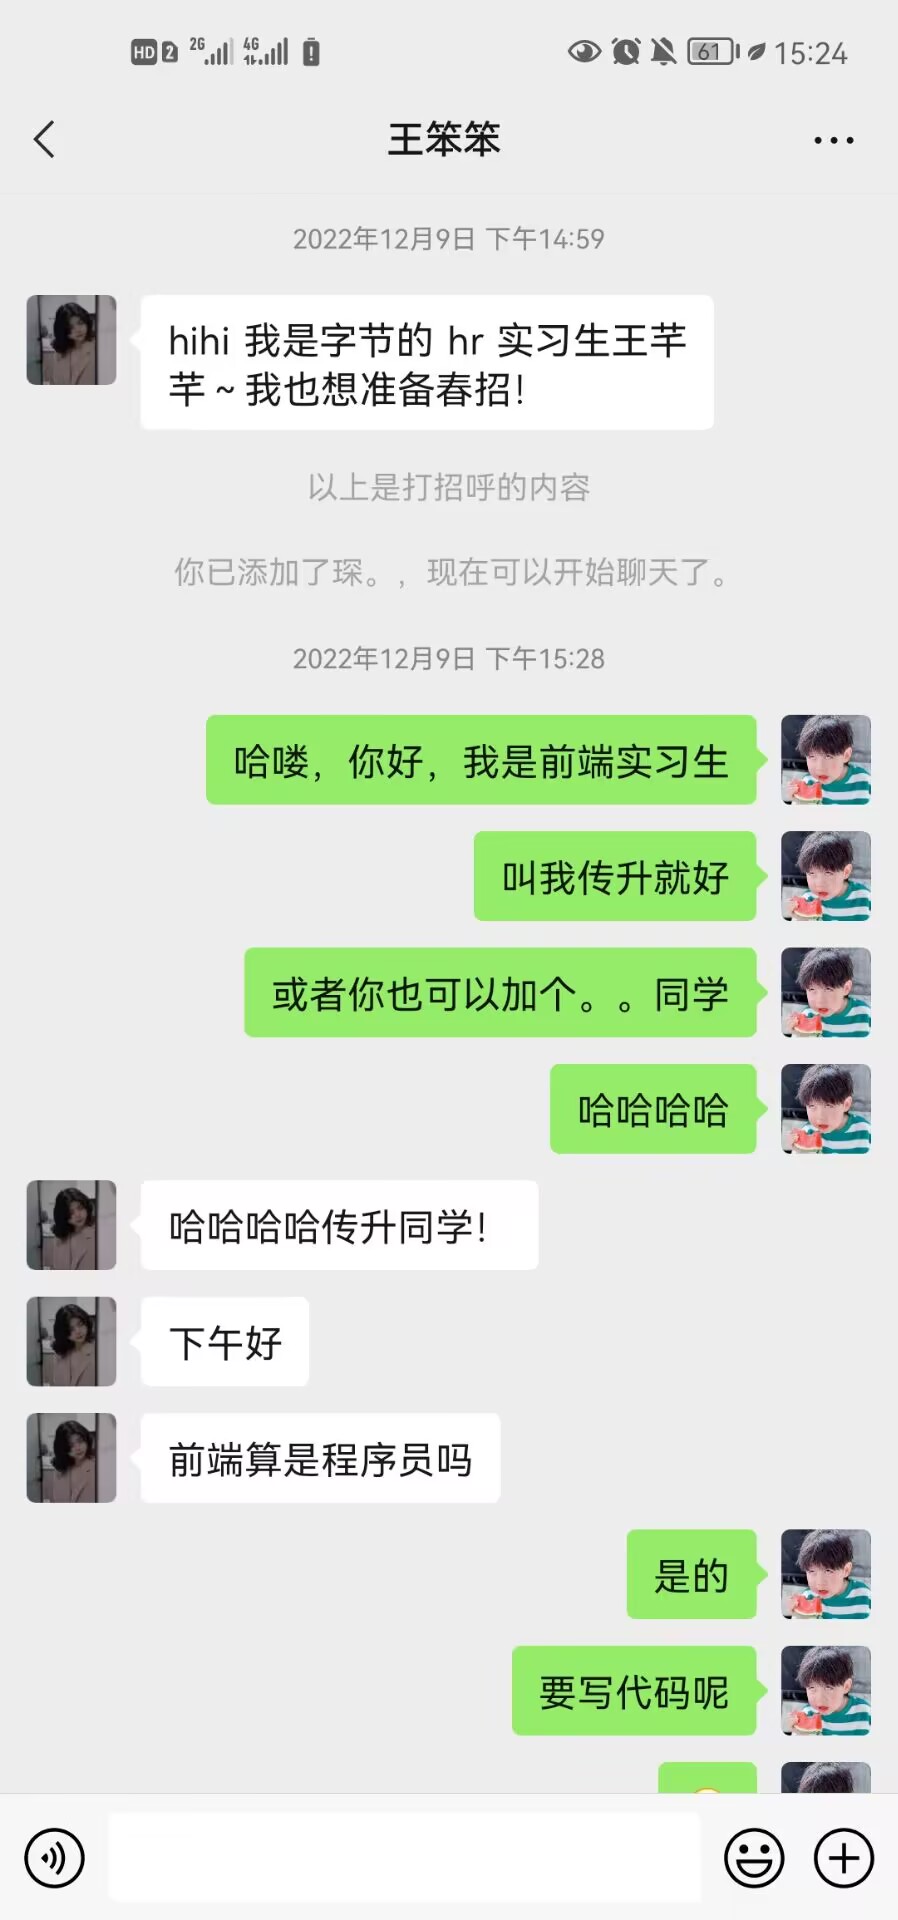 HD 2 2G 4G 61 15:24
王笨笨
2022年12月9日 下午14:59
hihi 我是字节的 hr 实习生王芊
芊~我也想准备春招!
以上是打招呼的内容
你已添加了琛。,现在可以开始聊天了。
2022年12月9日 下午15:28
哈喽，你好，我是前端实习生
叫我传升就好
或者你也可以加个。。同学
哈哈哈哈
哈哈哈哈传升同学!
下午好
前端算是程序员吗
是的
要写代码呢